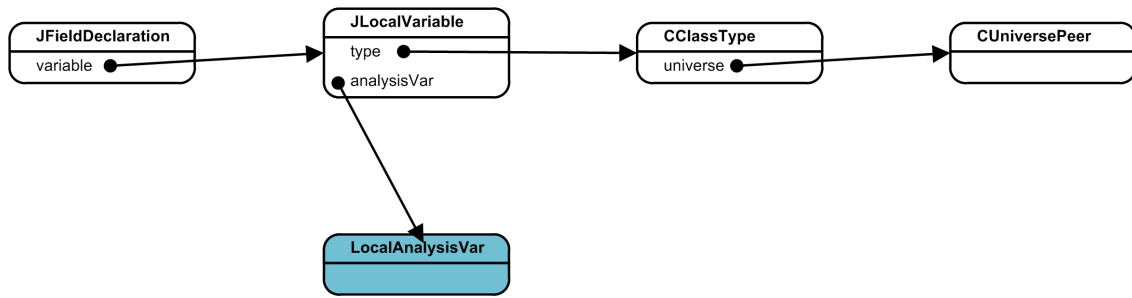 JFieldDeclaration
variable
JLocalVariable
type
analysisVar
CClassType
universe
CUniversePeer
LocalAnalysisVar